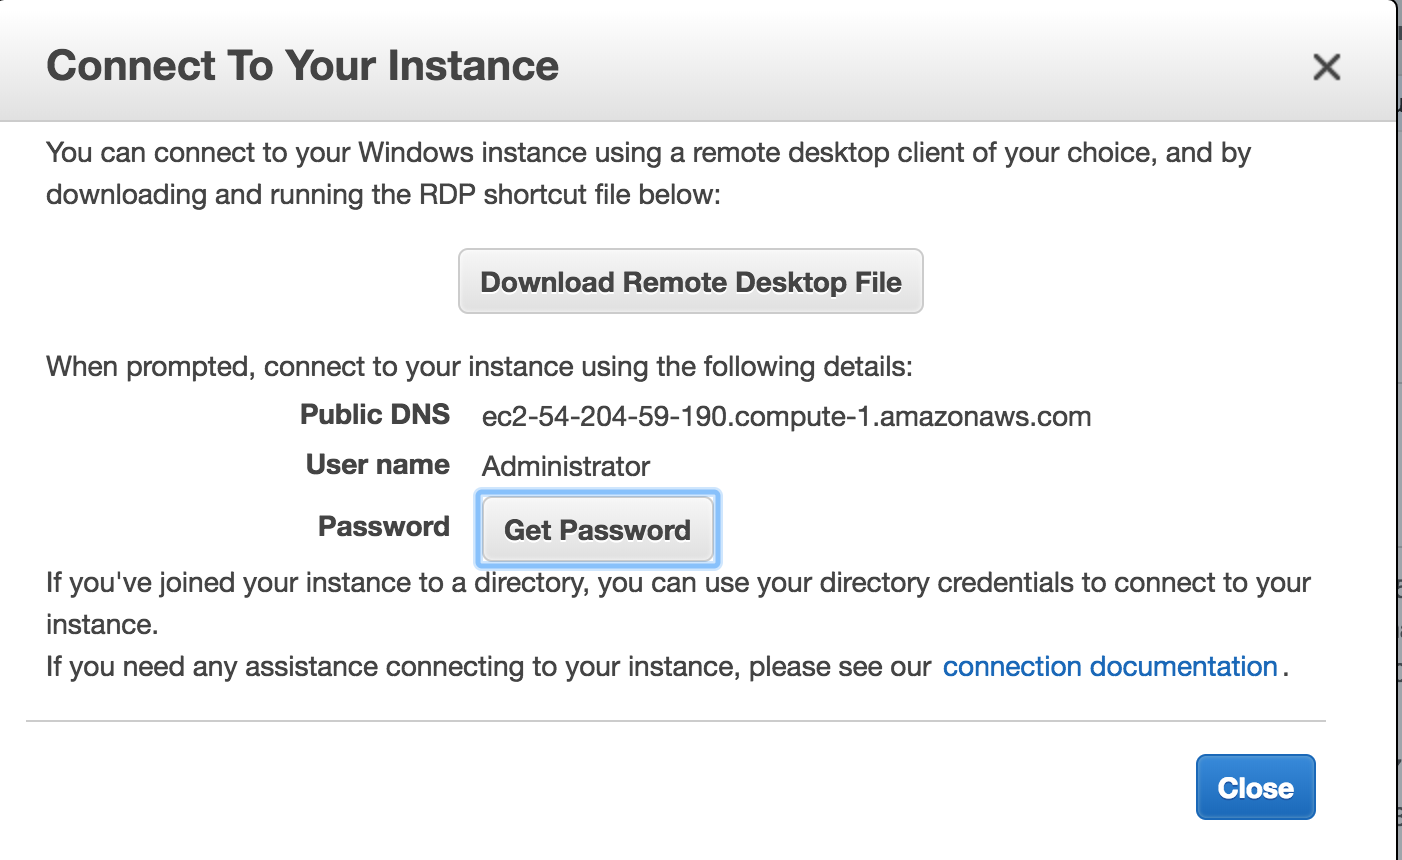 Connect To Your Instance
You can connect to your Windows instance using a remote desktop client of your choice, and by
downloading and running the RDP shortcut file below:
Download Remote Desktop File
When prompted, connect to your instance using the following details:
Public DNS ec2-54-204-59-190.compute-1.amazonaws.com
User name Administrator
Password Get Password
If you've joined your instance to a directory, you can use your directory credentials to connect to your
instance.
If you need any assistance connecting to your instance, please see our connection documentation .
Close